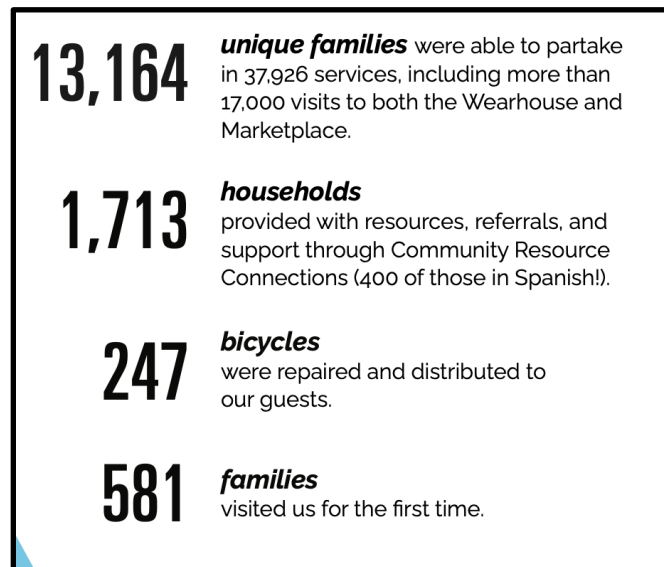 13,164
unique families were able to partake
in 37,926 services, including more than
17,000 visits to both the Wearhouse and
Marketplace.
1,713
households
provided with resources, referrals, and
support through Community Resource
Connections (400 of those in Spanish!).
247
bicycles
were repaired and distributed to
our guests.
581
families
visited us for the first time.